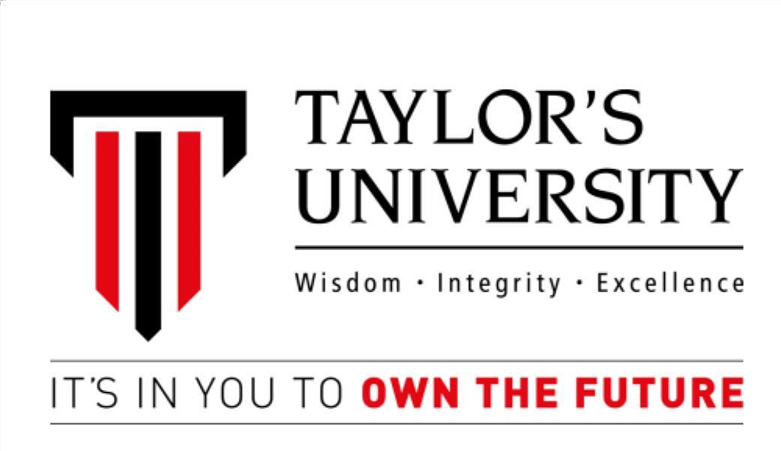 TAYLOR’S
UNIVERSITY
Wisdom · Integrity · Excellence
IT’S IN YOU TO OWN THE FUTURE